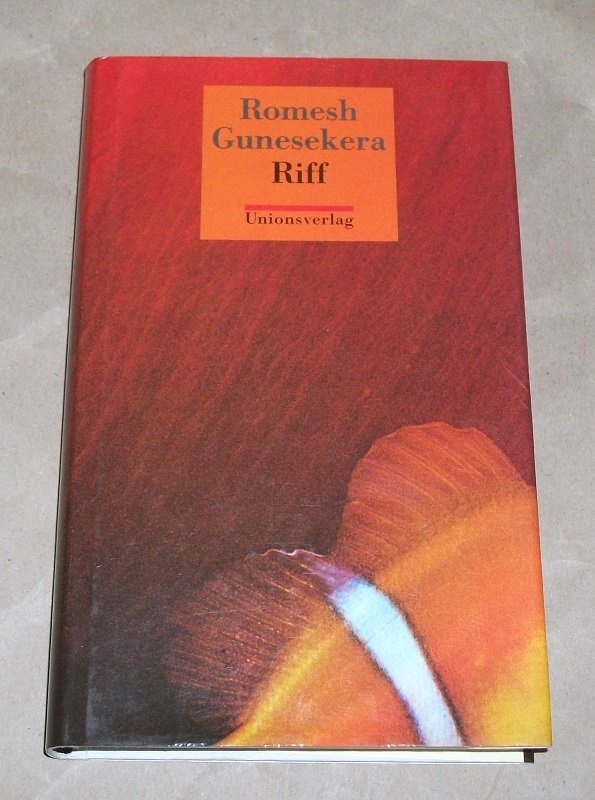 Romesh
Gunesekera
Riff
Unionsverlag